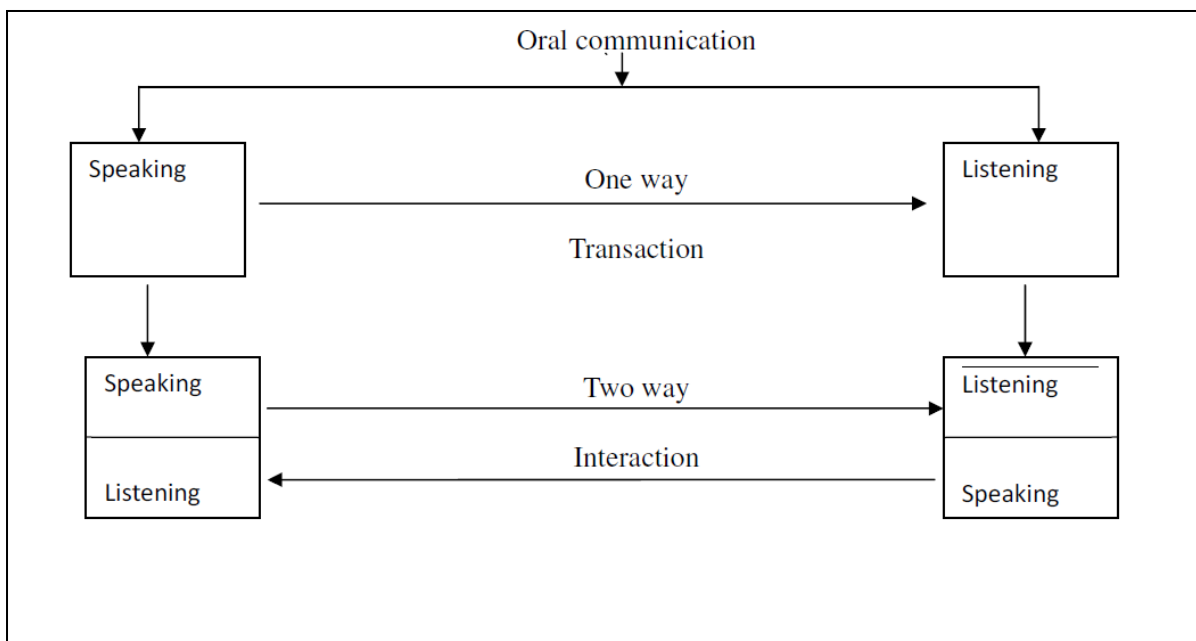 Oral communication
Speaking
One way
Listening
Transaction
Speaking
Two way
Listening
Interaction
Listening
Speaking